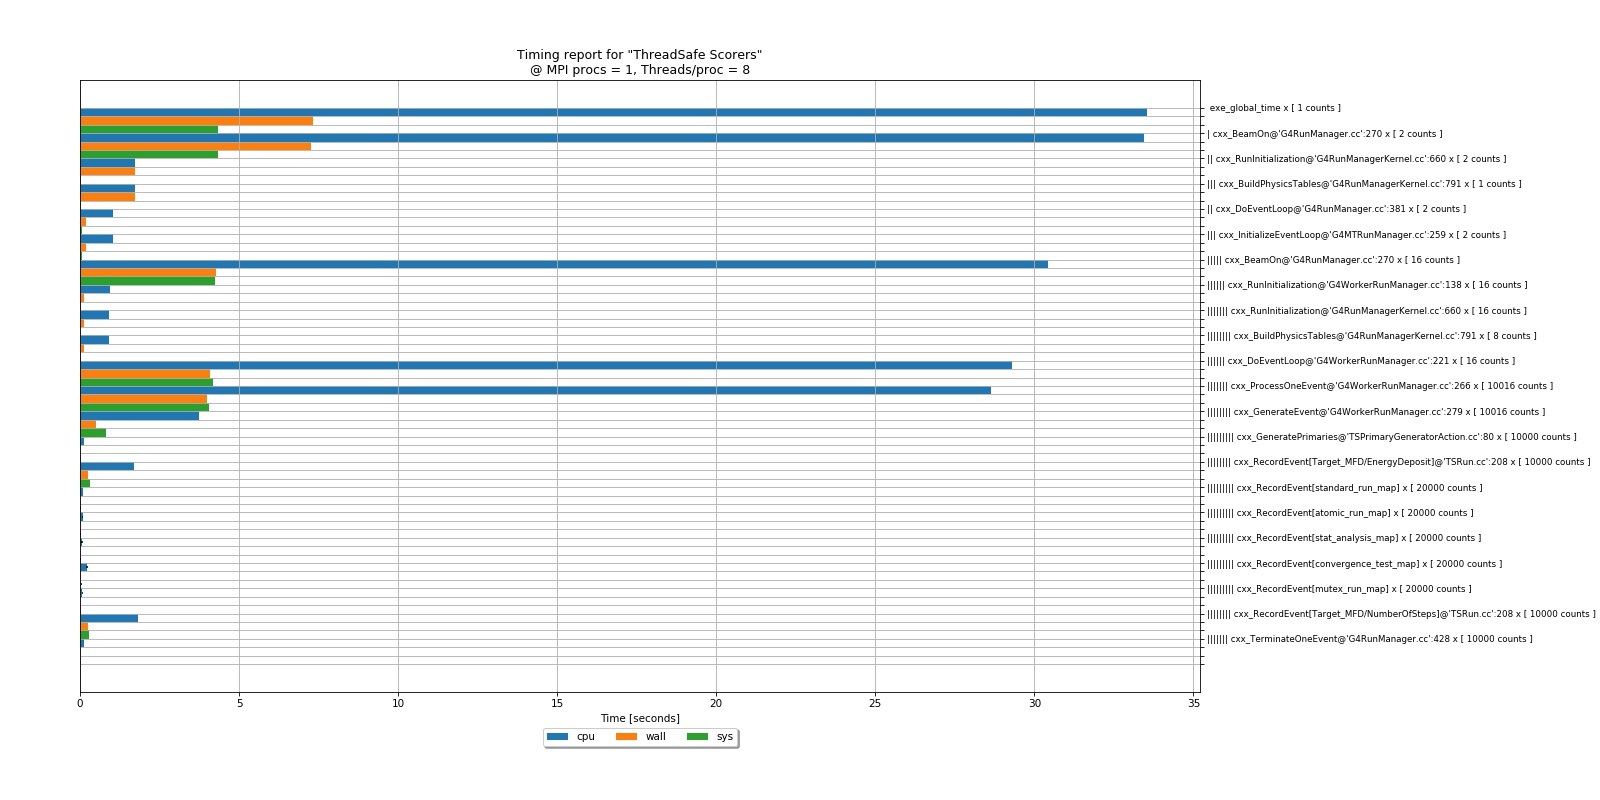 Timing report for "ThreadSafe Scorers"
@ MPI procs = 1, Threads/proc = 8
exe_global_time x [ 1 counts ]
| cxx_BeamOn@'G4RunManager.cc':270 x [ 2 counts ]
|| cxx_RunInitialization@'G4RunManagerKernel.cc':660 x [ 2 counts ]
||| cxx_BuildPhysicsTables@'G4RunManagerKernel.cc':791 x [ 1 counts ]
|| cxx_DoEventLoop@'G4RunManager.cc':381 x [ 2 counts ]
||| cxx_InitializeEventLoop@'G4MTRunManager.cc':259 x [ 2 counts ]
||||| cxx_BeamOn@'G4RunManager.cc':270 x [ 16 counts ]
|||||| cxx_RunInitialization@'G4WorkerRunManager.cc':138 x [ 16 counts ]
||||||| cxx_RunInitialization@'G4RunManagerKernel.cc':660 x [ 16 counts ]
|||||||| cxx_BuildPhysicsTables@'G4RunManagerKernel.cc':791 x [ 8 counts ]
|||||| cxx_DoEventLoop@'G4WorkerRunManager.cc':221 x [ 16 counts ]
||||||| cxx_ProcessOneEvent@'G4WorkerRunManager.cc':266 x [ 10016 counts ]
|||||||| cxx_GenerateEvent@'G4WorkerRunManager.cc':279 x [ 10016 counts ]
||||||||| cxx_GeneratePrimaries@'TSPrimaryGeneratorAction.cc':80 x [ 10000 counts ]
|||||||| cxx_RecordEvent[Target_MFD/EnergyDeposit]@'TSRun.cc':208 x [ 10000 counts ]
||||||||| cxx_RecordEvent[standard_run_map] x [ 20000 counts ]
||||||||| cxx_RecordEvent[atomic_run_map] x [ 20000 counts ]
||||||||| cxx_RecordEvent[stat_analysis_map] x [ 20000 counts ]
||||||||| cxx_RecordEvent[convergence_test_map] x [ 20000 counts ]
||||||||| cxx_RecordEvent[mutex_run_map] x [ 20000 counts ]
|||||||| cxx_RecordEvent[Target_MFD/NumberOfSteps]@'TSRun.cc':208 x [ 10000 counts ]
||||||| cxx_TerminateOneEvent@'G4RunManager.cc':428 x [ 10000 counts ]
0 5 10 15 20 25 30 35
Time [seconds]
cpu wall sys